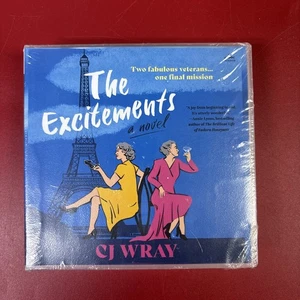 Two fabulous veterans...
one final mission
The
Excitements
a novel
CJ WRAY